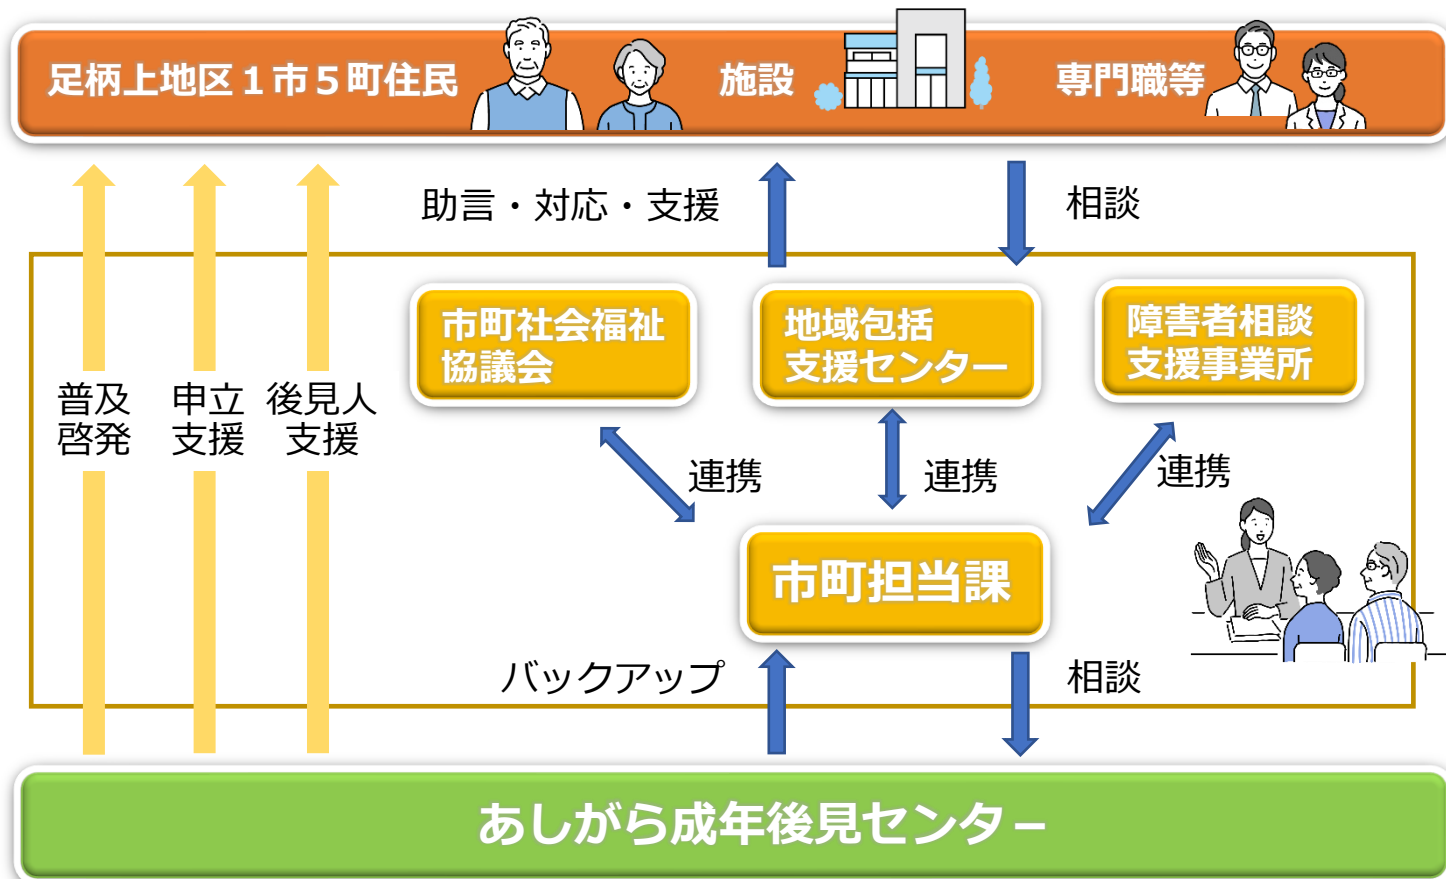 足柄上地区１市５町住民
施設
専門職等
助言・対応・支援
相談
市町社会福祉
協議会
地域包括
支援センター
障害者相談
支援事業所
普及
啓発
申立
支援
後見人
支援
連携
連携
連携
市町担当課
バックアップ
相談
あしがら成年後見センター